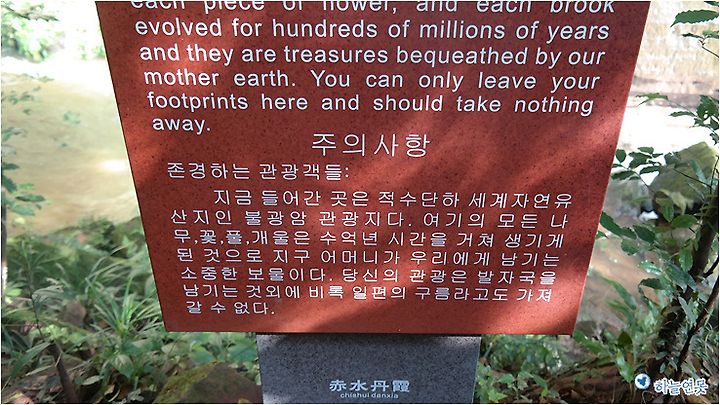 each piece of flower, and each brook
evolved for hundreds of millions of years
and they are treasures bequeathed by our
mother earth. You can only leave your
footprints here and should take nothing
away.
주의사항
존경하는 관광객들:
지금 들어간 곳은 적수단하 세계자연유
산지인 불광암 관광지다. 여기의 모든 나
무,꽃,풀,개울은 수억년 시간을 거쳐 생기게
된 것으로 지구 어머니가 우리에게 남기는
소중한 보물이다. 당신의 관광은 발자국을
남기는 것외에 비록 일편의 구릉라고도 가져
갈 수 없다.
赤水丹霞
chishui danxia
하늘연못